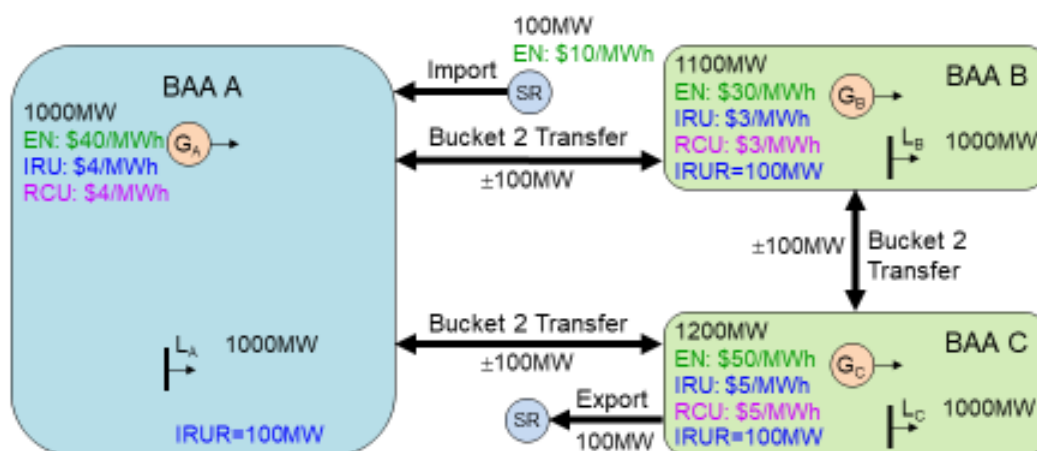 100MW
EN: $10/MWh
SR
Import
BAA A
1000MW
EN: $40/MWh
IRU: $4/MWh
RCU: $4/MWh
GA
Bucket 2 Transfer
±100MW
1100MW
BAA B
EN: $30/MWh
IRU: $3/MWh
RCU: $3/MWh
IRUR=100MW
GB
LB
1000MW
±100MW
Bucket 2
Transfer
LA
1000MW
IRUR=100MW
Bucket 2 Transfer
±100MW
SR
Export
100MW
1200MW
BAA C
EN: $50/MWh
IRU: $5/MWh
RCU: $5/MWh
IRUR=100MW
GC
LC
1000MW